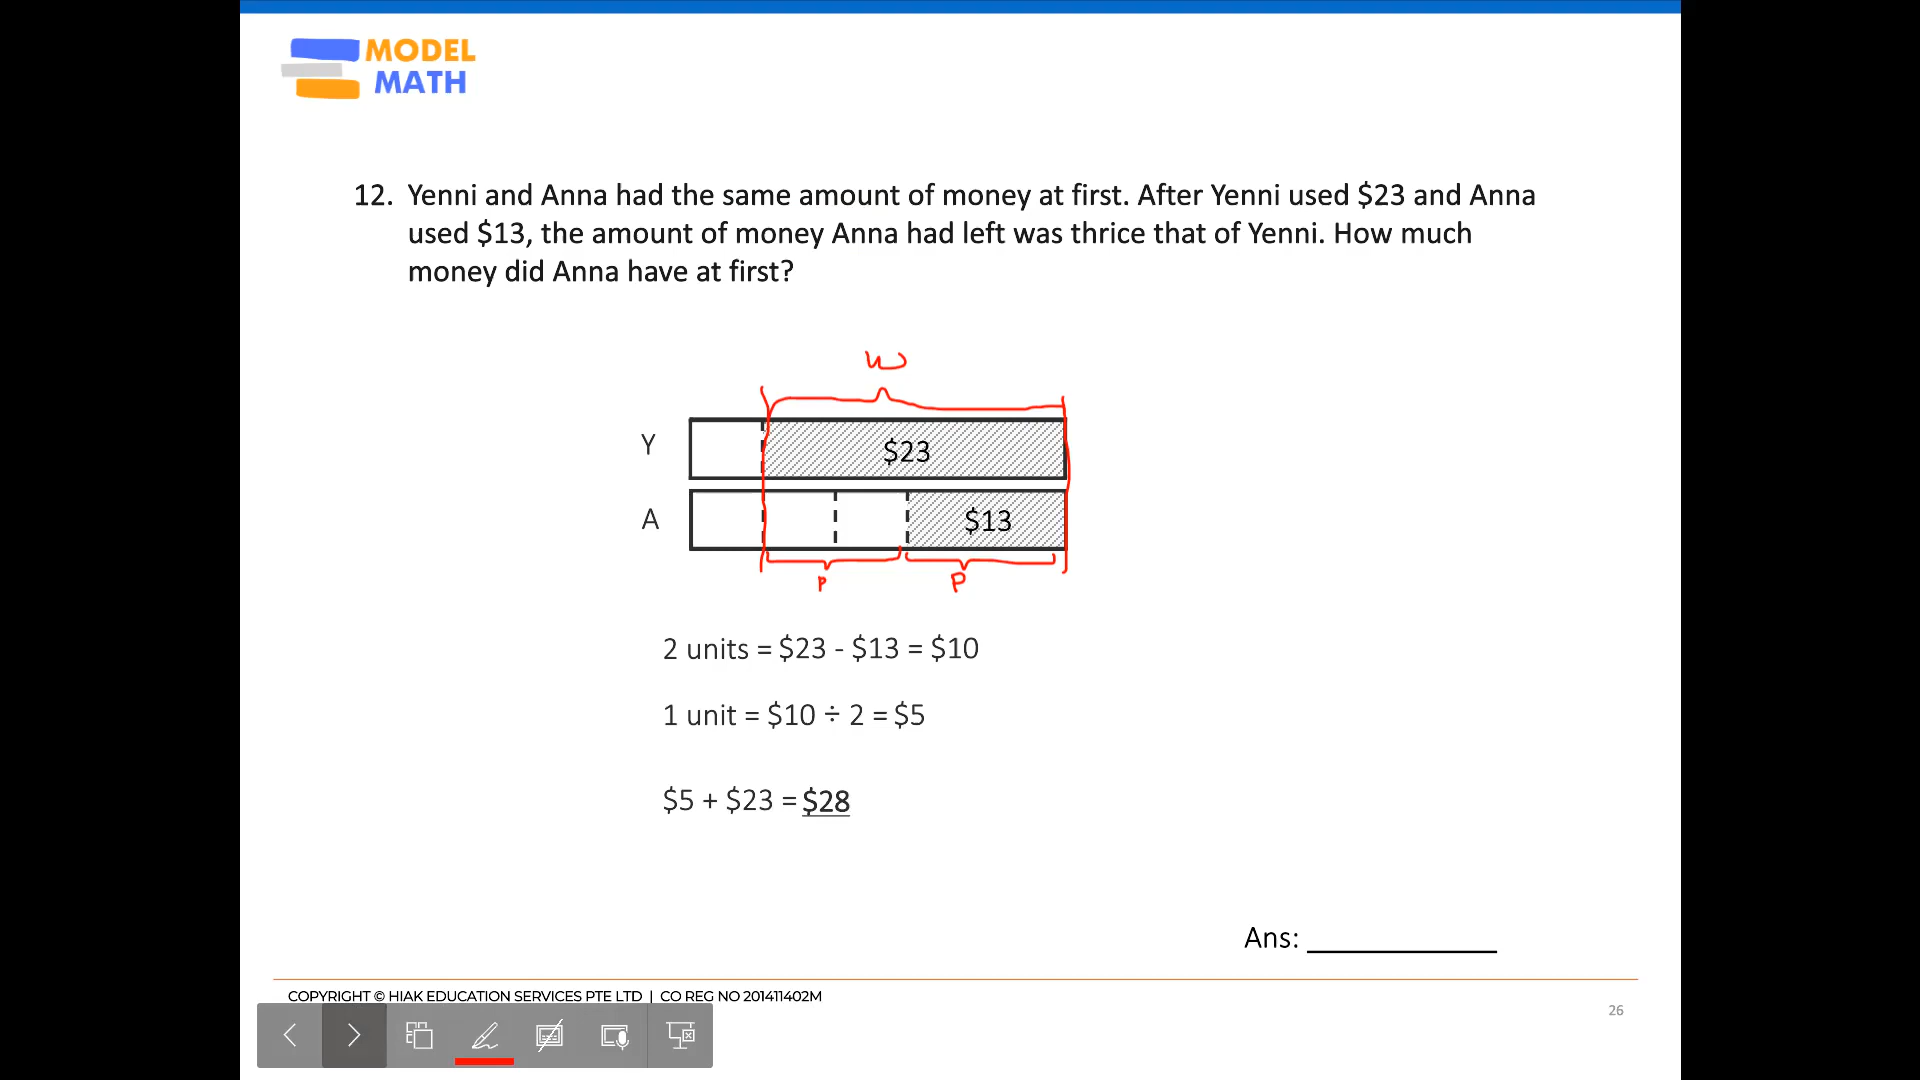 MODEL
MATH
12. Yenni and Anna had the same amount of money at first. After Yenni used $23 and Anna
used $13, the amount of money Anna had left was thrice that of Yenni. How much
money did Anna have at first?
W
Y
$23
A
$13
P
P
2 units = $23 - $13 = $10
1 unit = $10 ÷ 2 = $5
$5 + $23 = $28
Ans: ____________
COPYRIGHT © HIAK EDUCATION SERVICES PTE LTD | CO REG NO 201411402M
26